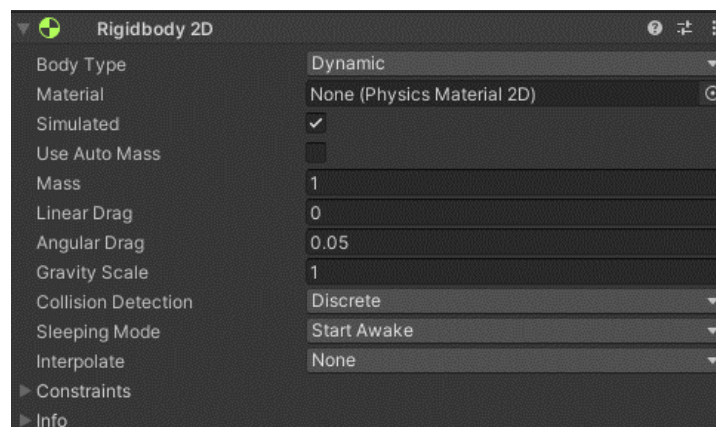 Rigidbody 2D
Body Type Dynamic
Material None (Physics Material 2D)
Simulated
Use Auto Mass
Mass 1
Linear Drag 0
Angular Drag 0.05
Gravity Scale 1
Collision Detection Discrete
Sleeping Mode Start Awake
Interpolate None
Constraints
Info